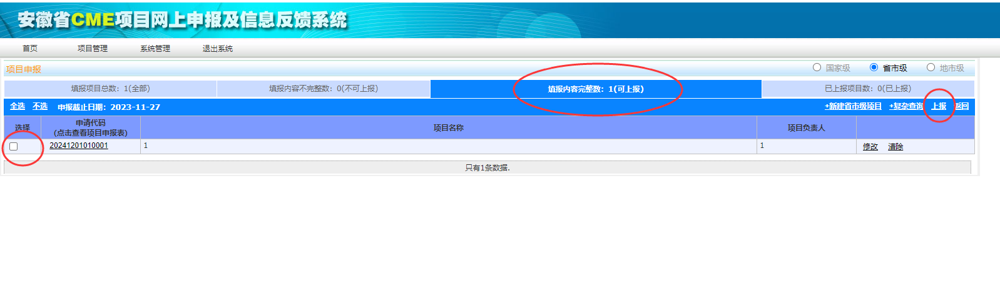 安徽省CME项目网上申报及信息反馈系统
首页 项目管理 系统管理 退出系统
项目申报 国家级 省市级 地市级
填报项目总数：1(全部) 填报内容不完整数：0(不可上报) 填报内容完整数：1(可上报) 已上报项目数：0(已上报)
全选 不选 申报截止日期：2023-11-27 +新建省市级项目 +复杂查询 上报 返回
选择 申请代码 项目名称 项目负责人
(点击查看项目申报表)
20241201010001 1 1 修改 清除
只有1条数据.